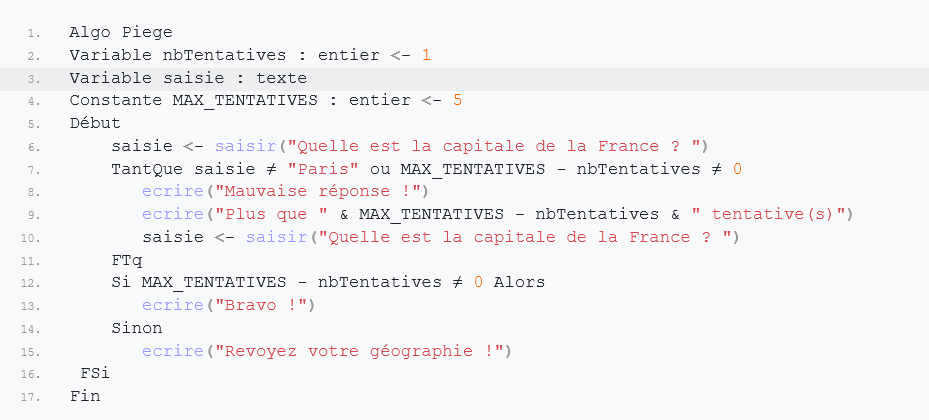 1. Algo Piege
2. Variable nbTentatives : entier <- 1
3. Variable saisie : texte
4. Constante MAX_TENTATIVES : entier <- 5
5. Début
6. saisie <- saisir("Quelle est la capitale de la France ? ")
7. TantQue saisie ≠ "Paris" ou MAX_TENTATIVES - nbTentatives ≠ 0
8. ecrire("Mauvaise réponse !")
9. ecrire("Plus que " & MAX_TENTATIVES - nbTentatives & " tentative(s)")
10. saisie <- saisir("Quelle est la capitale de la France ? ")
11. FTq
12. Si MAX_TENTATIVES - nbTentatives ≠ 0 Alors
13. ecrire("Bravo !")
14. Sinon
15. ecrire("Revoyez votre géographie !")
16. FSi
17. Fin